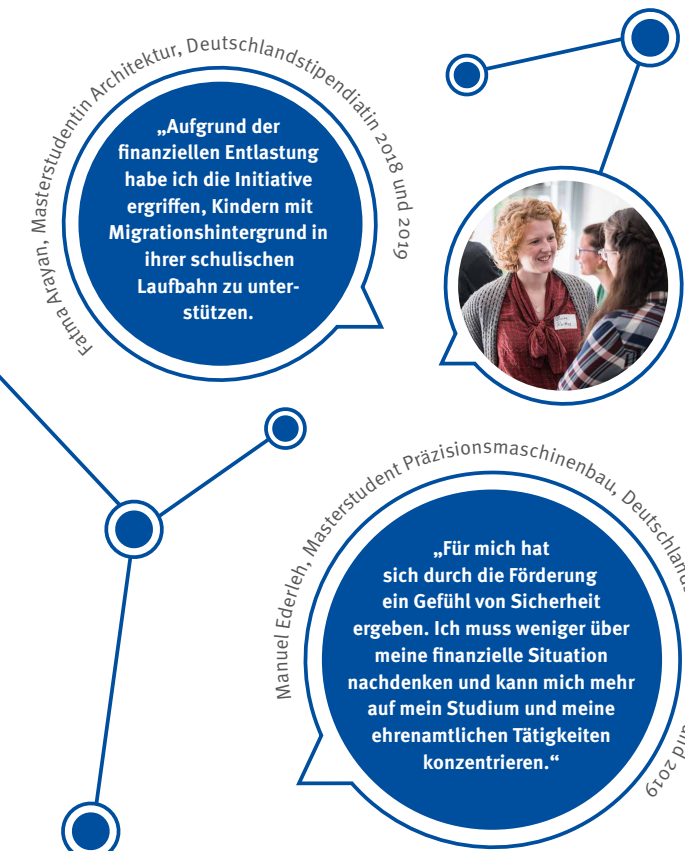 Fatma Arayan, Masterstudentin Architektur, Deutschlandstipendiatin 2018 und 2019
„Aufgrund der
finanziellen Entlastung
habe ich die Initiative
ergriffen, Kindern mit
Migrationshintergrund in
ihrer schulischen
Laufbahn zu unter-
stützen.
Manuel Ederleh, Masterstudent Präzisionsmaschinenbau, Deutschlands
und 2019
„Für mich hat
sich durch die Förderung
ein Gefühl von Sicherheit
ergeben. Ich muss weniger über
meine finanzielle Situation
nachdenken und kann mich mehr
auf mein Studium und meine
ehrenamtlichen Tätigkeiten
konzentrieren.“